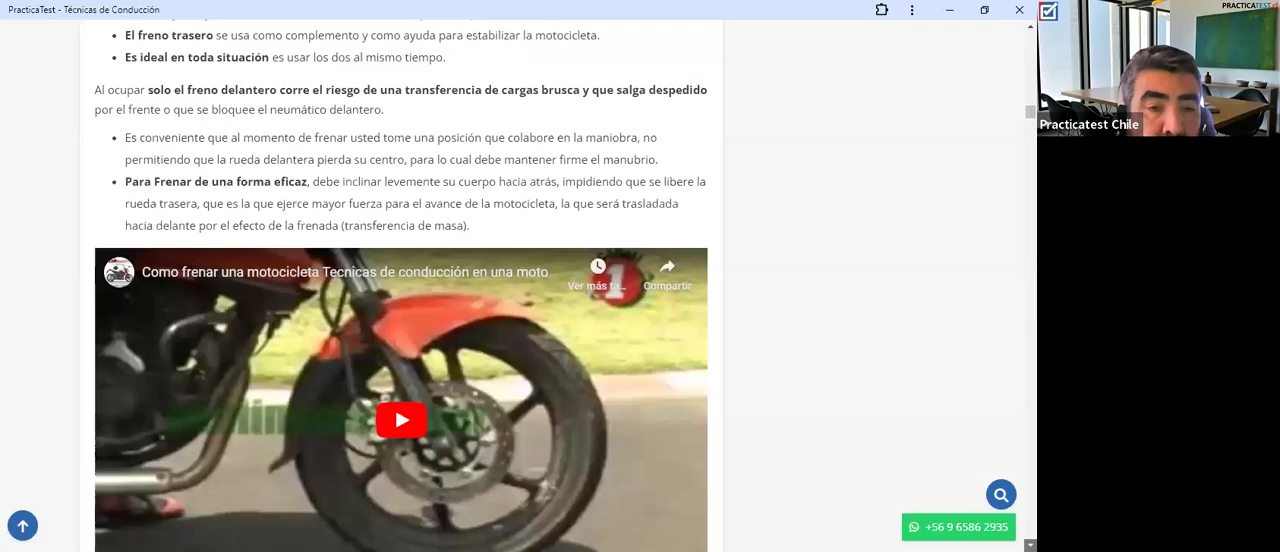 PracticaTest - Técnicas de Conducción
El freno trasero se usa como complemento y como ayuda para estabilizar la motocicleta.
Es ideal en toda situación es usar los dos al mismo tiempo.
Al ocupar solo el freno delantero corre el riesgo de una transferencia de cargas brusca y que salga despedido
por el frente o que se bloquee el neumático delantero.
Es conveniente que al momento de frenar usted tome una posición que colabore en la maniobra, no
permitiendo que la rueda delantera pierda su centro, para lo cual debe mantener firme el manubrio.
Para Frenar de una forma eficaz, debe inclinar levemente su cuerpo hacia atrás, impidiendo que se libere la
rueda trasera, que es la que ejerce mayor fuerza para el avance de la motocicleta, la que será trasladada
hacia delante por el efecto de la frenada (transferencia de masa).
Como frenar una motocicleta Tecnicas de conducción en una moto
Ver más ta...
Compartir
1
+56 9 6586 2935
PRACTICATEST
Practicatest Chile